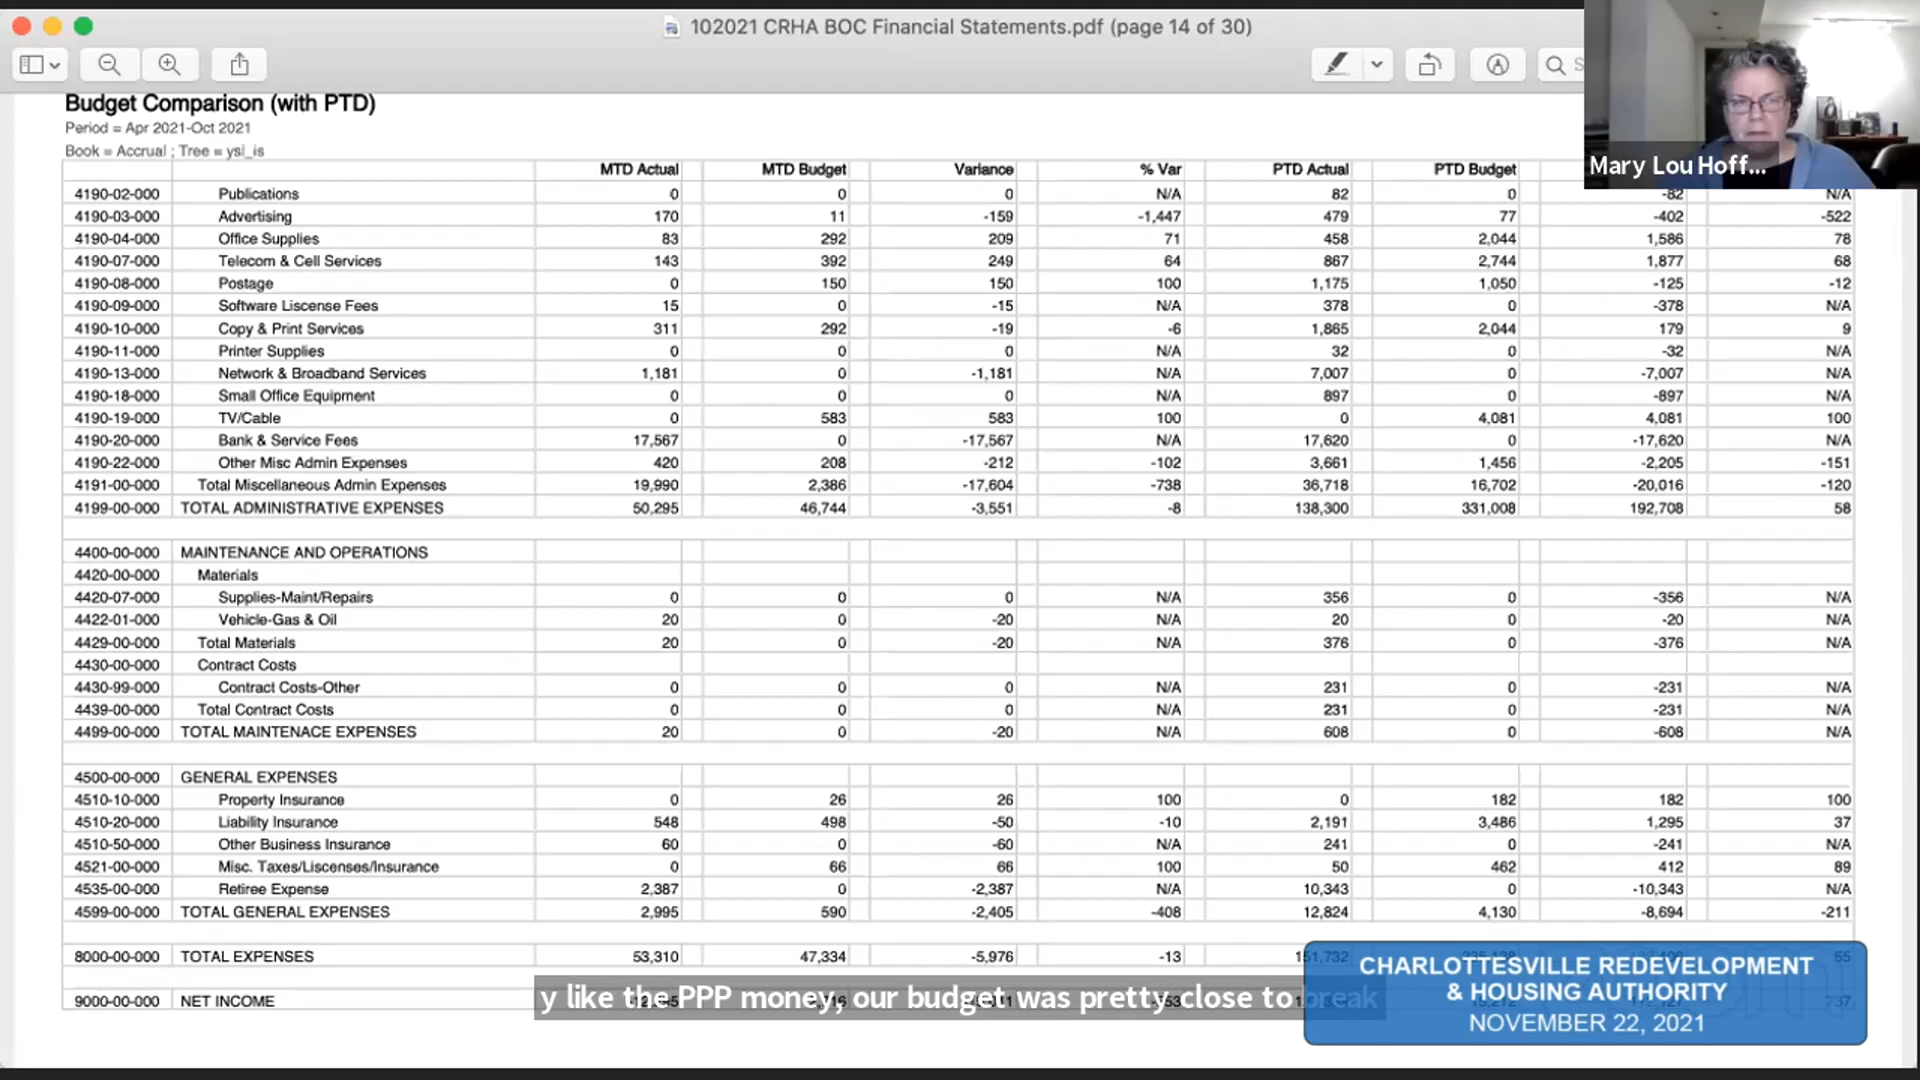 102021 CRHA BOC Financial Statements.pdf (page 14 of 30)
S
Mary Lou Hoff...
Budget Comparison (with PTD)
Period = Apr 2021-Oct 2021
Book = Accrual ; Tree = ysi_is
MTD Actual MTD Budget Variance % Var PTD Actual PTD Budget
4190-02-000 Publications 0 0 0 N/A 82 0 -82 N/A
4190-03-000 Advertising 170 11 -159 -1,447 479 77 -402 -522
4190-04-000 Office Supplies 83 292 209 71 458 2,044 1,586 78
4190-07-000 Telecom & Cell Services 143 392 249 64 867 2,744 1,877 68
4190-08-000 Postage 0 150 150 100 1,175 1,050 -125 -12
4190-09-000 Software Liscense Fees 15 0 -15 N/A 378 0 -378 N/A
4190-10-000 Copy & Print Services 311 292 -19 -6 1,865 2,044 179 9
4190-11-000 Printer Supplies 0 0 0 N/A 32 0 -32 N/A
4190-13-000 Network & Broadband Services 1,181 0 -1,181 N/A 7,007 0 -7,007 N/A
4190-18-000 Small Office Equipment 0 0 0 N/A 897 0 -897 N/A
4190-19-000 TV/Cable 0 583 583 100 0 4,081 4,081 100
4190-20-000 Bank & Service Fees 17,567 0 -17,567 N/A 17,620 0 -17,620 N/A
4190-22-000 Other Misc Admin Expenses 420 208 -212 -102 3,661 1,456 -2,205 -151
4191-00-000 Total Miscellaneous Admin Expenses 19,990 2,386 -17,604 -738 36,718 16,702 -20,016 -120
4199-00-000 TOTAL ADMINISTRATIVE EXPENSES 50,295 46,744 -3,551 -8 138,300 331,008 192,708 58
4400-00-000 MAINTENANCE AND OPERATIONS
4420-00-000 Materials
4420-07-000 Supplies-Maint/Repairs 0 0 0 N/A 356 0 -356 N/A
4422-01-000 Vehicle-Gas & Oil 20 0 -20 N/A 20 0 -20 N/A
4429-00-000 Total Materials 20 0 -20 N/A 376 0 -376 N/A
4430-00-000 Contract Costs
4430-99-000 Contract Costs-Other 0 0 0 N/A 231 0 -231 N/A
4439-00-000 Total Contract Costs 0 0 0 N/A 231 0 -231 N/A
4499-00-000 TOTAL MAINTENACE EXPENSES 20 0 -20 N/A 608 0 -608 N/A
4500-00-000 GENERAL EXPENSES
4510-10-000 Property Insurance 0 26 26 100 0 182 182 100
4510-20-000 Liability Insurance 548 498 -50 -10 2,191 3,486 1,295 37
4510-50-000 Other Business Insurance 60 0 -60 N/A 241 0 -241 N/A
4521-00-000 Misc. Taxes/Liscenses/Insurance 0 66 66 100 50 462 412 89
4535-00-000 Retiree Expense 2,387 0 -2,387 N/A 10,343 0 -10,343 N/A
4599-00-000 TOTAL GENERAL EXPENSES 2,995 590 -2,405 -408 12,824 4,130 -8,694 -211
8000-00-000 TOTAL EXPENSES 53,310 47,334 -5,976 -13 151,732 55
9000-00-000 NET INCOME 737
y like the PPP money, our budget was pretty close to break
CHARLOTTESVILLE REDEVELOPMENT
& HOUSING AUTHORITY
NOVEMBER 22, 2021